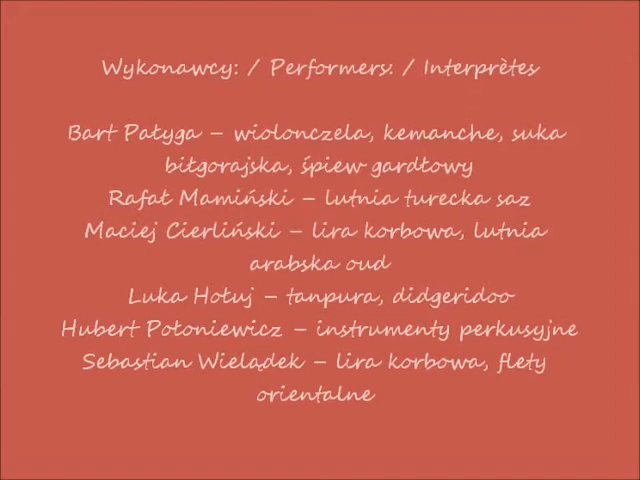 Wykonawcy: / Performers: / Interprètes
Bart Pałyga – wiolonczela, kemanche, suka
biłgorajska, śpiew gardłowy
Rafał Mamiński – lutnia turecka saz
Maciej Cierliński – lira korbowa, lutnia
arabska oud
Luka Hołuj – tanpura, didgeridoo
Hubert Połoniewicz – instrumenty perkusyjne
Sebastian Wielądek – lira korbowa, flety
orientalne